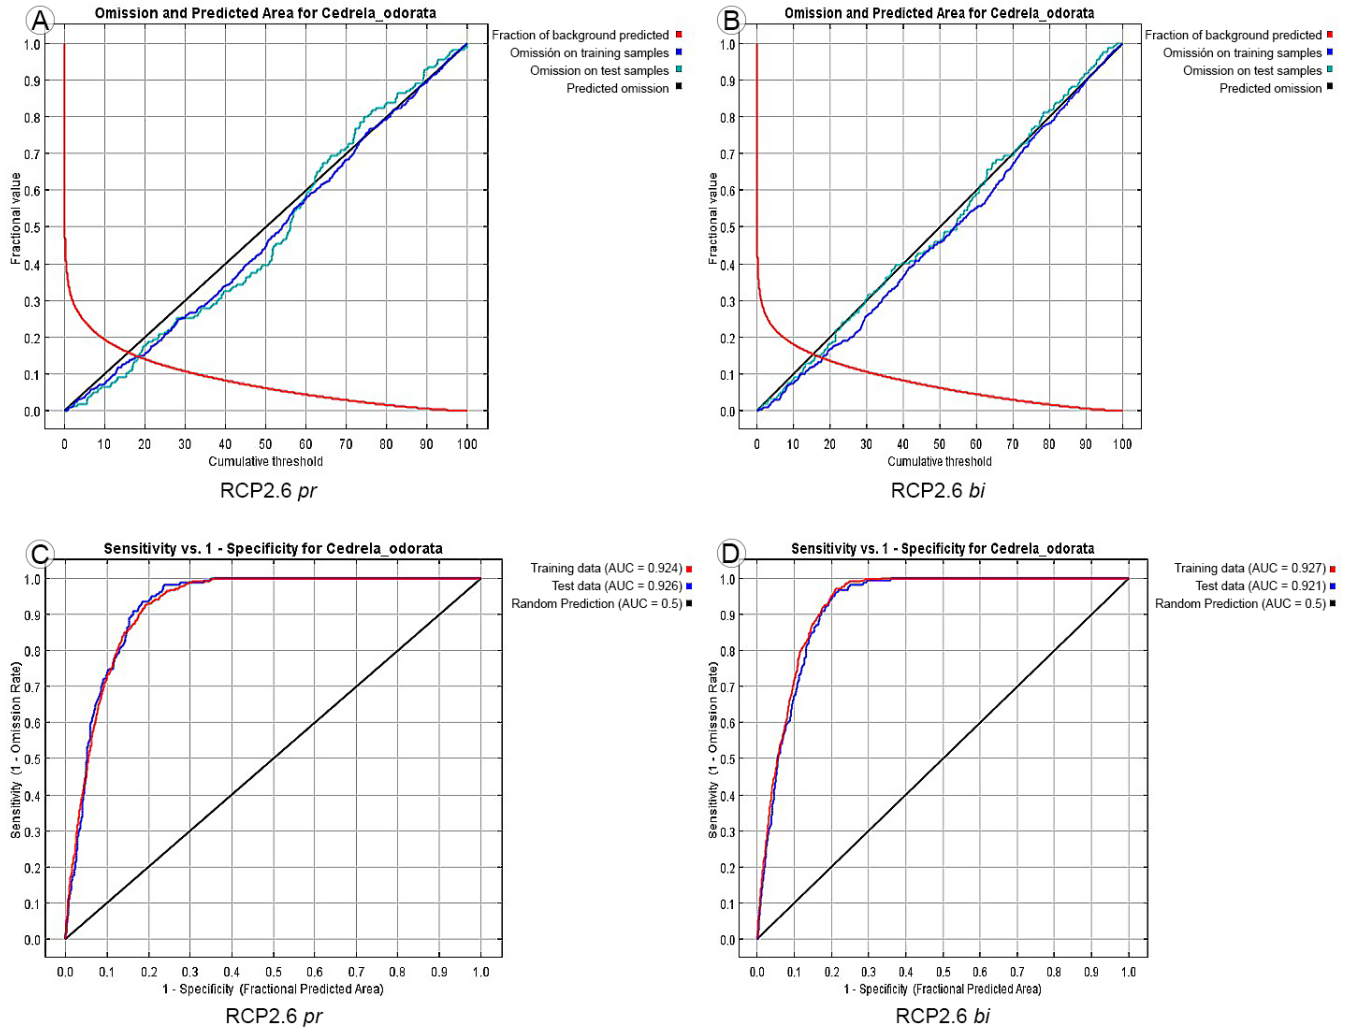 A
Omission and Predicted Area for Cedrela_odorata
Fraction of background predicted
Omissión on training samples
Omission on test samples
Predicted omission
Fractional value
1.0
0.9
0.8
0.7
0.6
0.5
0.4
0.3
0.2
0.1
0.0
0 10 20 30 40 50 60 70 80 90 100
Cumulative threshold
RCP2.6 pr
B
Omission and Predicted Area for Cedrela_odorata
Fraction of background predicted
Omissión on training samples
Omission on test samples
Predicted omission
Fractional value
1.0
0.9
0.8
0.7
0.6
0.5
0.4
0.3
0.2
0.1
0.0
0 10 20 30 40 50 60 70 80 90 100
Cumulative threshold
RCP2.6 bi
C
Sensitivity vs. 1 - Specificity for Cedrela_odorata
Training data (AUC = 0.924)
Test data (AUC = 0.926)
Random Prediction (AUC = 0.5)
Sensitivity (1 - Omission Rate)
1.0
0.9
0.8
0.7
0.6
0.5
0.4
0.3
0.2
0.1
0.0
0.0 0.1 0.2 0.3 0.4 0.5 0.6 0.7 0.8 0.9 1.0
1 - Specificity (Fractional Predicted Area)
RCP2.6 pr
D
Sensitivity vs. 1 - Specificity for Cedrela_odorata
Training data (AUC = 0.927)
Test data (AUC = 0.921)
Random Prediction (AUC = 0.5)
Sensitivity (1 - Omission Rate)
1.0
0.9
0.8
0.7
0.6
0.5
0.4
0.3
0.2
0.1
0.0
0.0 0.1 0.2 0.3 0.4 0.5 0.6 0.7 0.8 0.9 1.0
1 - Specificity (Fractional Predicted Area)
RCP2.6 bi